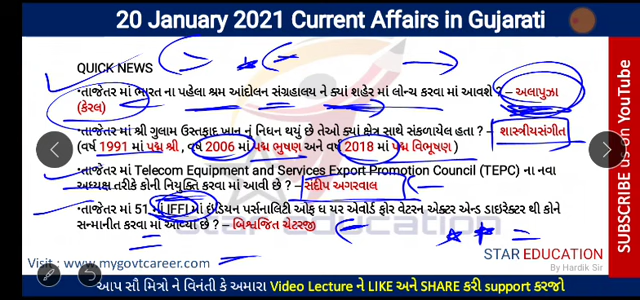 20 January 2021 Current Affairs in Gujarati
QUICK NEWS
તાજેતર માં ભારત ના પહેલા શ્રમ આંદોલન સંગ્રહાલય ને ક્યાં શહેર માં લોન્ચ કરવા માં આવશે ? – અલાપુઝા
(કેરલ)
તાજેતર માં શ્રી ગુલામ ઉસ્તફાક ખાન નું નિધન થયું છે તેઓ ક્યાં ક્ષેત્ર સાથે સંકળાયેલ હતા ? – શાસ્ત્રીયસંગીત
(વર્ષ 1991 માં પદ્મ શ્રી, વર્ષ 2006 માં પદ્મ ભુષણ અને વર્ષ 2018 માં પદ્મ વિભૂષણ)
તાજેતર માં Telecom Equipment and Services Export Promotion Council (TEPC) ના નવા
અધ્યક્ષ તરીકે કોની નિયુક્તિ કરવા માં આવી છે ? – સંદીપ અગરવાલ
તાજેતર માં 51 માં IFFI માં ઇંડિયન પર્સનાલિટી ઓફ ધ યર એવોર્ડ ફોર વેટરન એક્ટર એન્ડ ડાઇરેક્ટર થી કોને
સન્માનીત કરવા માં આવ્યા છે ? – બિશ્વજિત ચેટરજી
STAR EDUCATION
By Hardik Sir
Visit : www.mygovtcareer.com
આપ સૌ મિત્રો ને વિનંતી કે અમારા Video Lecture ને LIKE અને SHARE કરી support કરજો
SUBSCRIBE US ON YOU